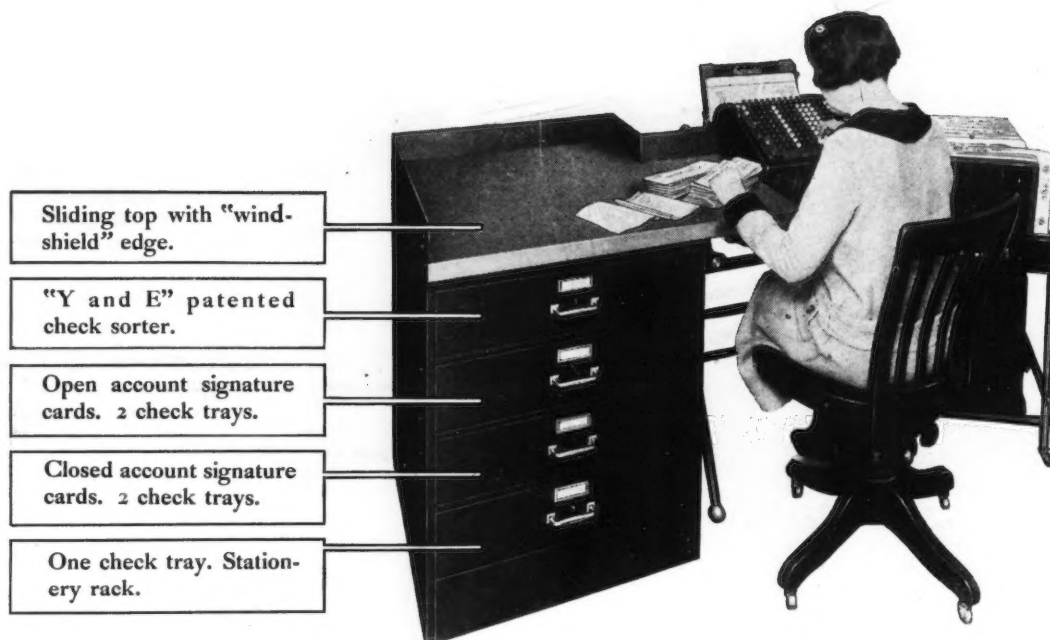 Sliding top with "wind-
shield" edge.
"Y and E" patented
check sorter.
Open account signature
cards. 2 check trays.
Closed account signature
cards. 2 check trays.
One check tray. Station-
ery rack.